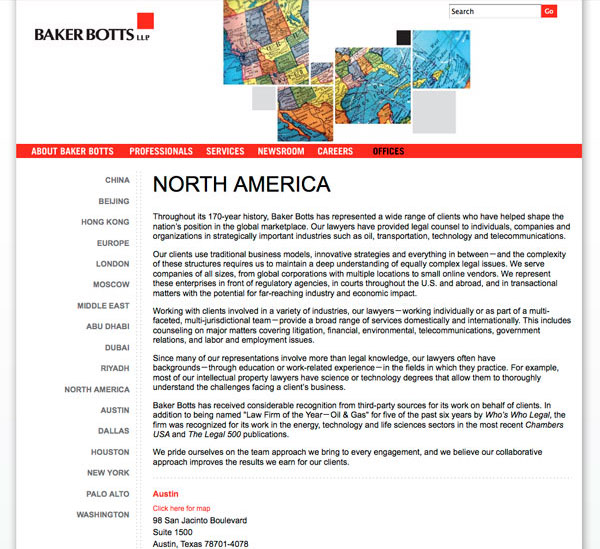 BAKER BOTTS LLP
Search
Go
ABOUT BAKER BOTTS PROFESSIONALS SERVICES NEWSROOM CAREERS OFFICES
CHINA
BEIJING
HONG KONG
EUROPE
LONDON
MOSCOW
MIDDLE EAST
ABU DHABI
DUBAI
RIYADH
NORTH AMERICA
AUSTIN
DALLAS
HOUSTON
NEW YORK
PALO ALTO
WASHINGTON
NORTH AMERICA
Throughout its 170-year history, Baker Botts has represented a wide range of clients who have helped shape the
nation's position in the global marketplace. Our lawyers have provided legal counsel to individuals, companies and
organizations in strategically important industries such as oil, transportation, technology and telecommunications.
Our clients use traditional business models, innovative strategies and everything in between—and the complexity
of these structures requires us to maintain a deep understanding of equally complex legal issues. We serve
companies of all sizes, from global corporations with multiple locations to small online vendors. We represent
these enterprises in front of regulatory agencies, in courts throughout the U.S. and abroad, and in transactional
matters with the potential for far-reaching industry and economic impact.
Working with clients involved in a variety of industries, our lawyers—working individually or as part of a multi-
faceted, multi-jurisdictional team—provide a broad range of services domestically and internationally. This includes
counseling on major matters covering litigation, financial, environmental, telecommunications, government
relations, and labor and employment issues.
Since many of our representations involve more than legal knowledge, our lawyers often have
backgrounds—through education or work-related experience—in the fields in which they practice. For example,
most of our intellectual property lawyers have science or technology degrees that allow them to thoroughly
understand the challenges facing a client's business.
Baker Botts has received considerable recognition from third-party sources for its work on behalf of clients. In
addition to being named "Law Firm of the Year—Oil & Gas" for five of the past six years by Who's Who Legal, the
firm was recognized for its work in the energy, technology and life sciences sectors in the most recent Chambers
USA and The Legal 500 publications.
We pride ourselves on the team approach we bring to every engagement, and we believe our collaborative
approach improves the results we earn for our clients.
Austin
Click here for map
98 San Jacinto Boulevard
Suite 1500
Austin, Texas 78701-4078